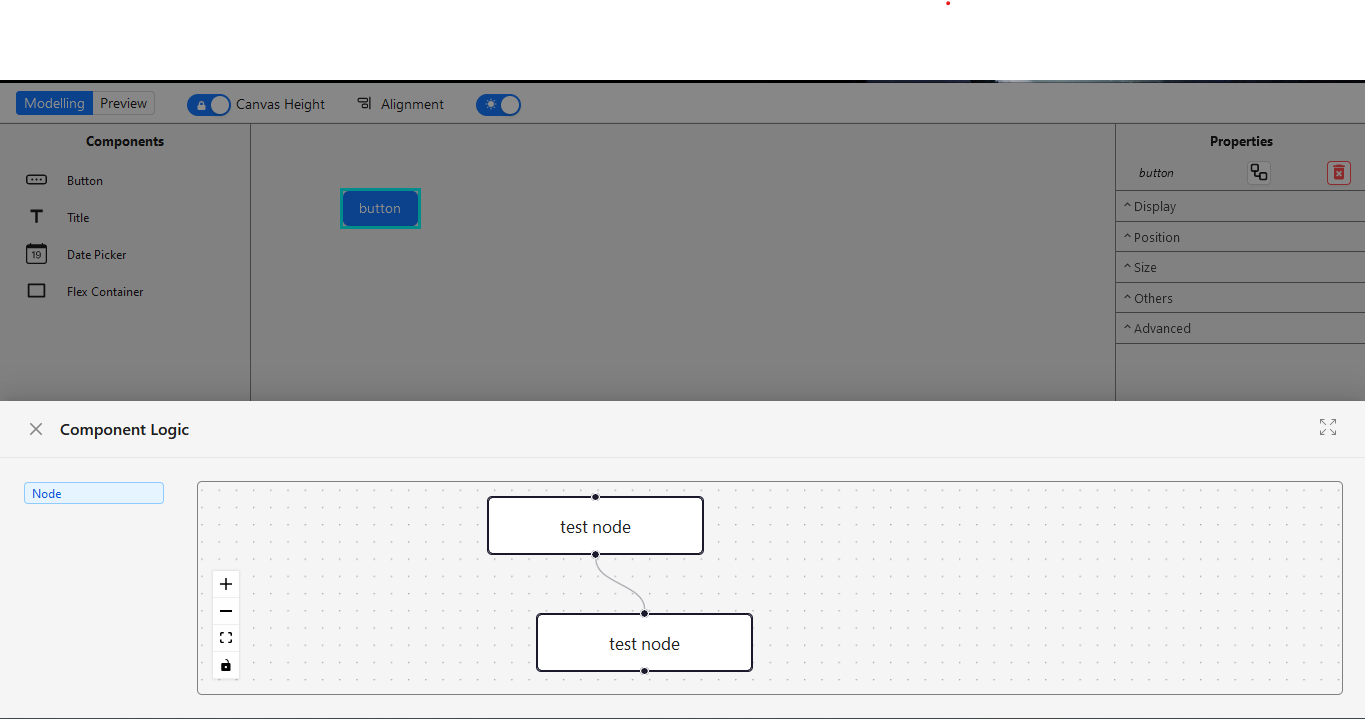 Modelling Preview Canvas Height Alignment
Components
Button
Title
19 Date Picker
Flex Container
button
Properties
button
^ Display
^ Position
^ Size
^ Others
^ Advanced
Component Logic
Node
test node
test node